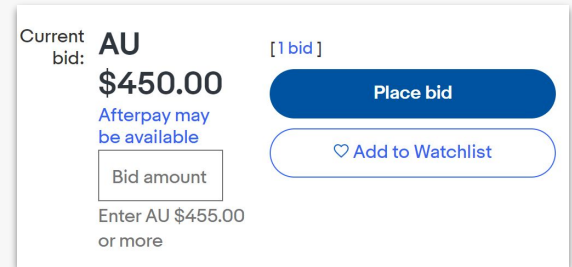 Current bid:
AU $450.00
[ 1 bid ]
Place bid
Afterpay may be available
♡ Add to Watchlist
Bid amount
Enter AU $455.00 or more